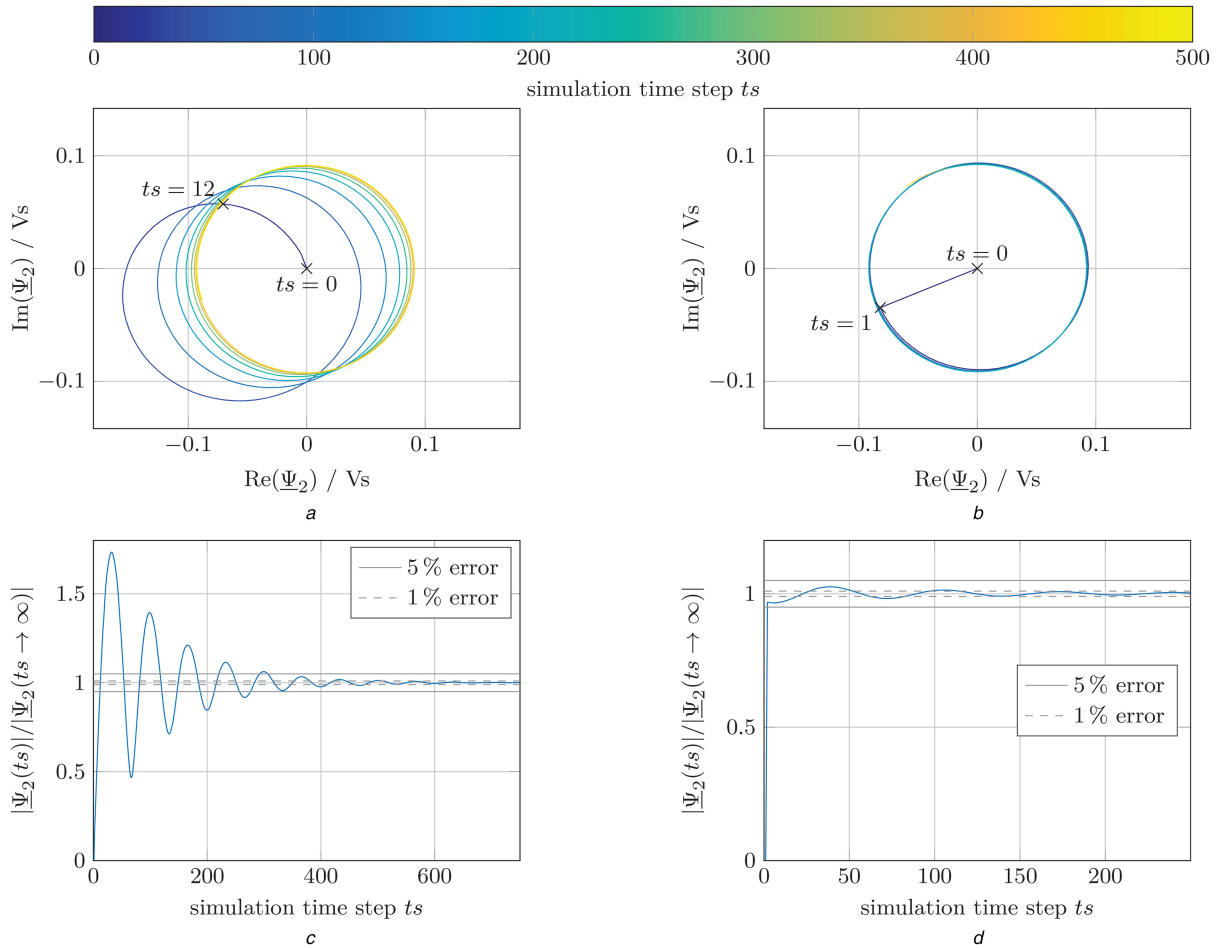 0 100 200 300 400 500
simulation time step ts
0.1
0
−0.1
Im(Ψ₂) / Vs
ts = 12
ts = 0
−0.1 0 0.1
Re(Ψ₂) / Vs
a
0.1
0
−0.1
Im(Ψ₂) / Vs
ts = 0
ts = 1
−0.1 0 0.1
Re(Ψ₂) / Vs
b
1.5
1
0.5
0
|Ψ₂(ts)|/|Ψ₂(ts → ∞)|
5 % error
1 % error
0 200 400 600
simulation time step ts
c
1
0.5
0
|Ψ₂(ts)|/|Ψ₂(ts → ∞)|
5 % error
1 % error
0 50 100 150 200
simulation time step ts
d